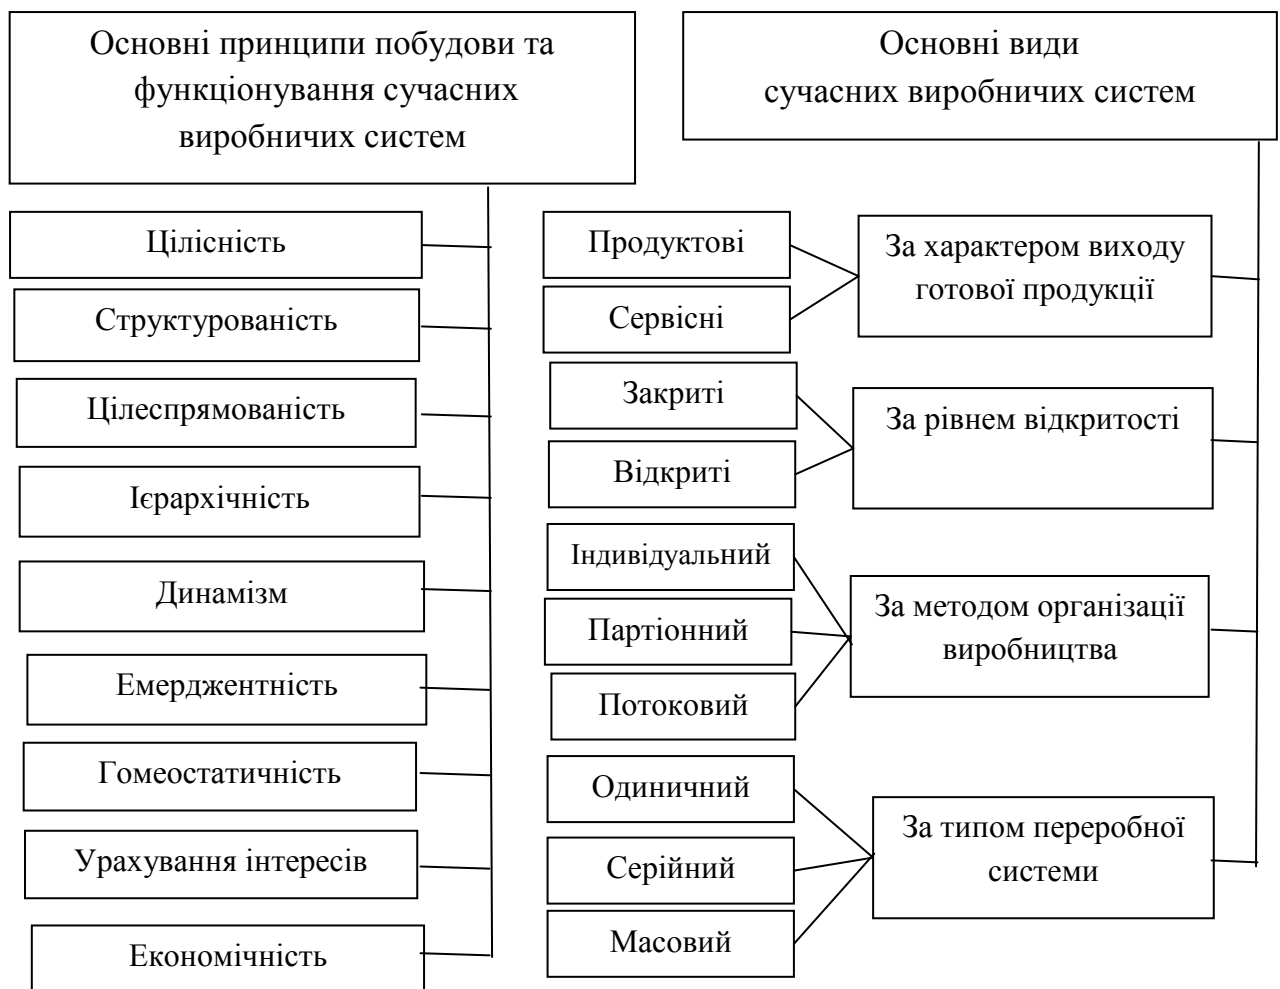 Основні принципи побудови та
функціонування сучасних
виробничих систем
Основні види
сучасних виробничих систем
Цілісність
Структурованість
Цілеспрямованість
Ієрархічність
Динамізм
Емерджентність
Гомеостатичність
Урахування інтересів
Економічність
Продуктові
Сервісні
За характером виходу
готової продукції
Закриті
Відкриті
За рівнем відкритості
Індивідуальний
Партіонний
Потоковий
За методом організації
виробництва
Одиничний
Серійний
Масовий
За типом переробної
системи